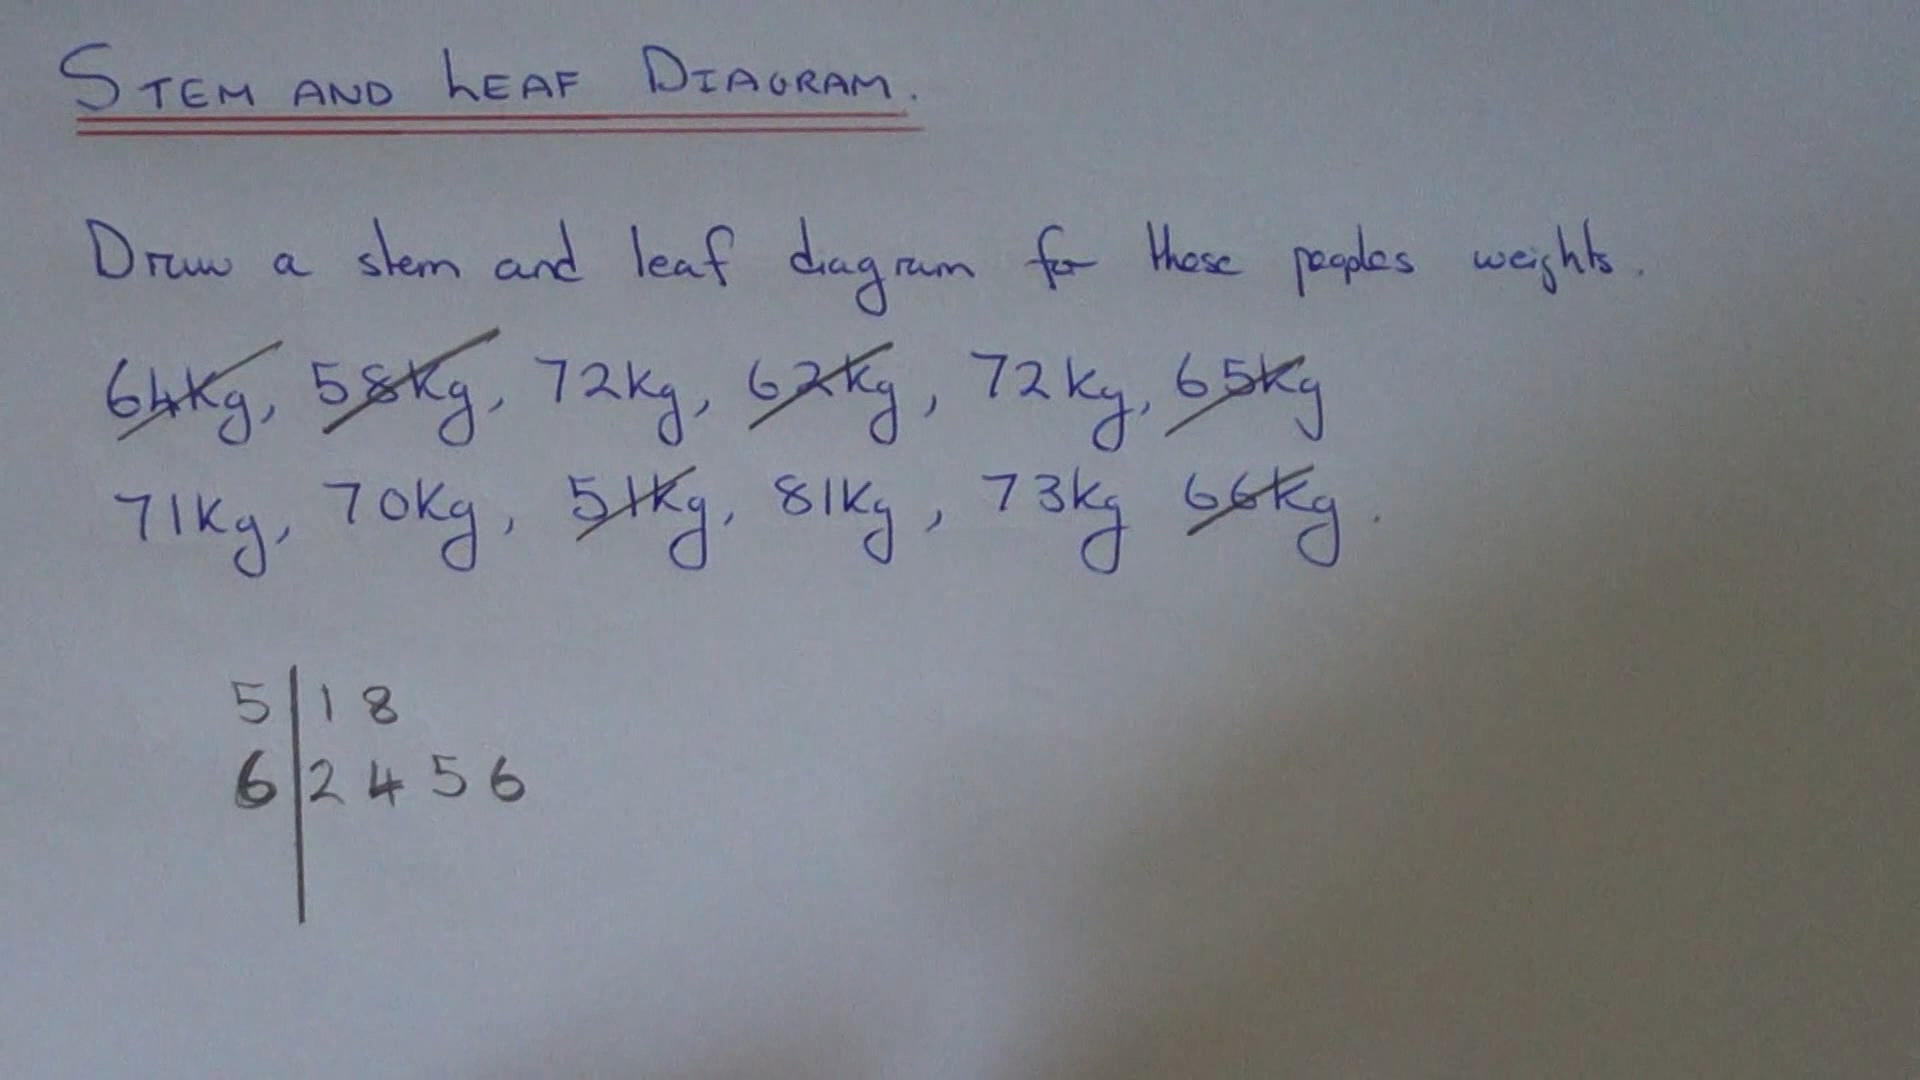 STEM AND LEAF DIAGRAM.
Draw a stem and leaf diagram for these peoples weights.
64kg, 58kg, 72kg, 62kg, 72kg, 65kg
71kg, 70kg, 51kg, 81kg, 73kg 66kg.
5 | 1 8
6 | 2 4 5 6